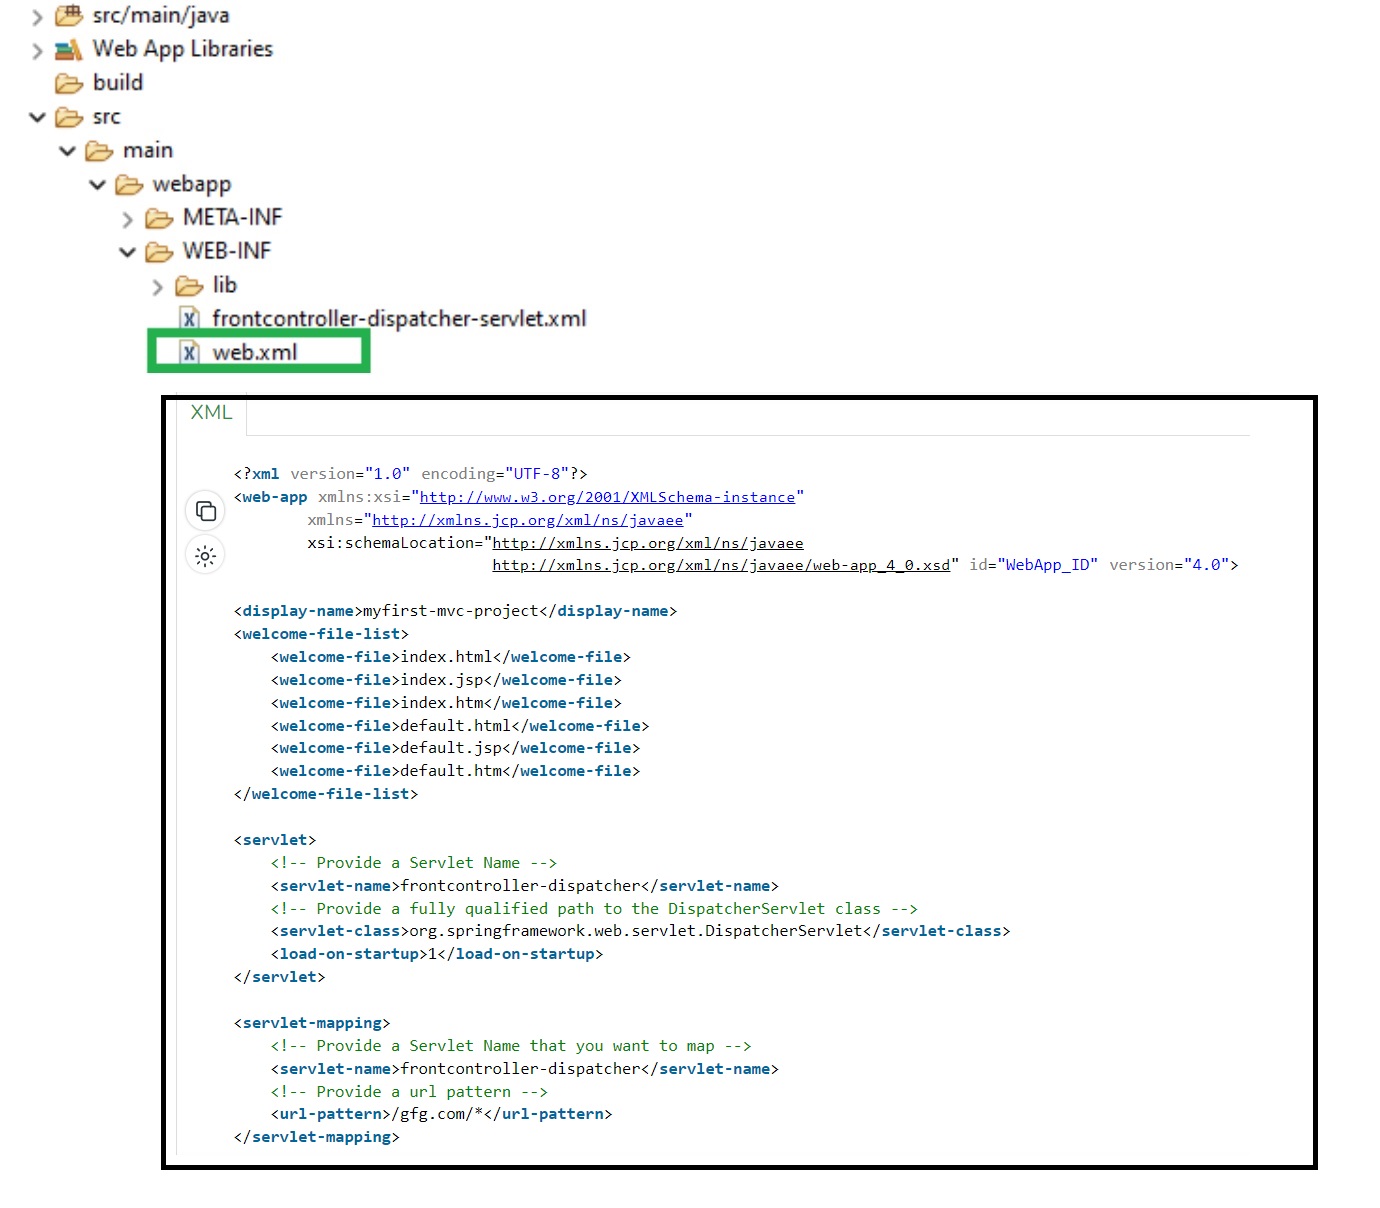 src/main/java
Web App Libraries
build
src
main
webapp
META-INF
WEB-INF
lib
frontcontroller-dispatcher-servlet.xml
web.xml
XML
<?xml version="1.0" encoding="UTF-8"?>
<web-app xmlns:xsi="http://www.w3.org/2001/XMLSchema-instance"
xmlns="http://xmlns.jcp.org/xml/ns/javaee"
xsi:schemaLocation="http://xmlns.jcp.org/xml/ns/javaee
http://xmlns.jcp.org/xml/ns/javaee/web-app_4_0.xsd" id="WebApp_ID" version="4.0">
<display-name>myfirst-mvc-project</display-name>
<welcome-file-list>
<welcome-file>index.html</welcome-file>
<welcome-file>index.jsp</welcome-file>
<welcome-file>index.htm</welcome-file>
<welcome-file>default.html</welcome-file>
<welcome-file>default.jsp</welcome-file>
<welcome-file>default.htm</welcome-file>
</welcome-file-list>
<servlet>
<!-- Provide a Servlet Name -->
<servlet-name>frontcontroller-dispatcher</servlet-name>
<!-- Provide a fully qualified path to the DispatcherServlet class -->
<servlet-class>org.springframework.web.servlet.DispatcherServlet</servlet-class>
<load-on-startup>1</load-on-startup>
</servlet>
<servlet-mapping>
<!-- Provide a Servlet Name that you want to map -->
<servlet-name>frontcontroller-dispatcher</servlet-name>
<!-- Provide a url pattern -->
<url-pattern>/gfg.com/*</url-pattern>
</servlet-mapping>